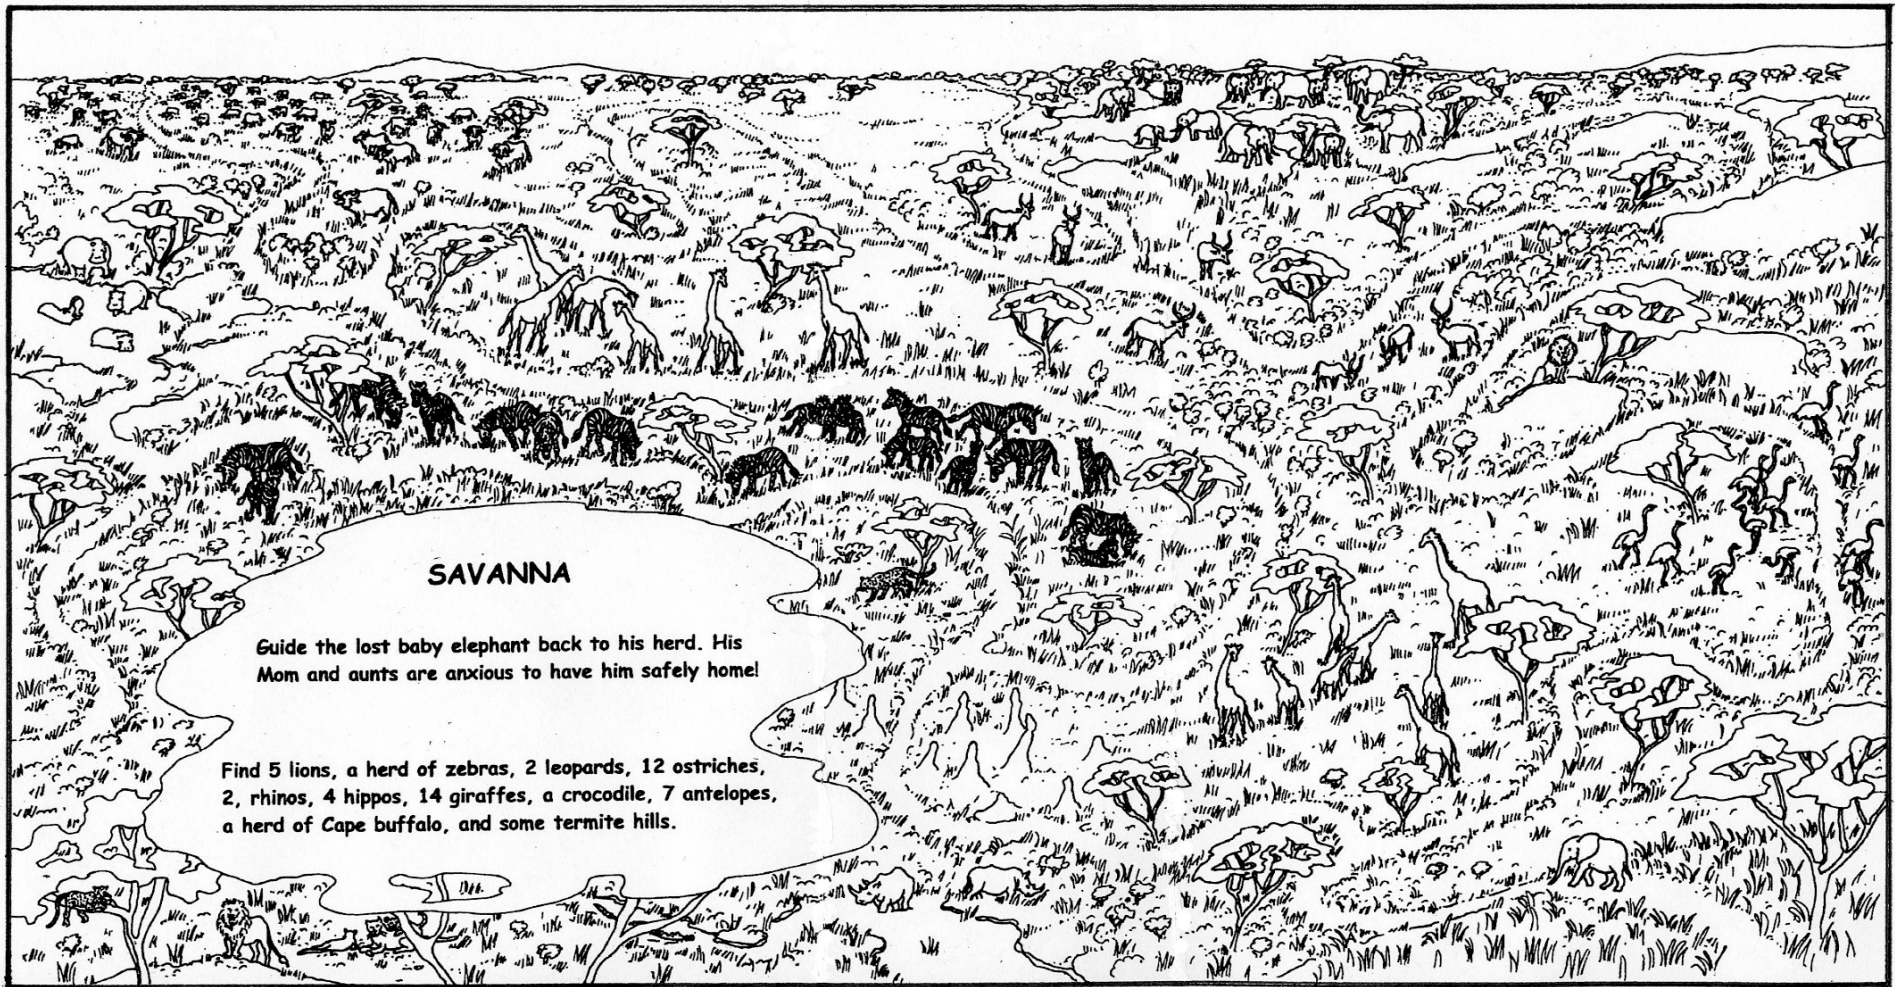 SAVANNA
Guide the lost baby elephant back to his herd. His
Mom and aunts are anxious to have him safely home!
Find 5 lions, a herd of zebras, 2 leopards, 12 ostriches,
2, rhinos, 4 hippos, 14 giraffes, a crocodile, 7 antelopes,
a herd of Cape buffalo, and some termite hills.